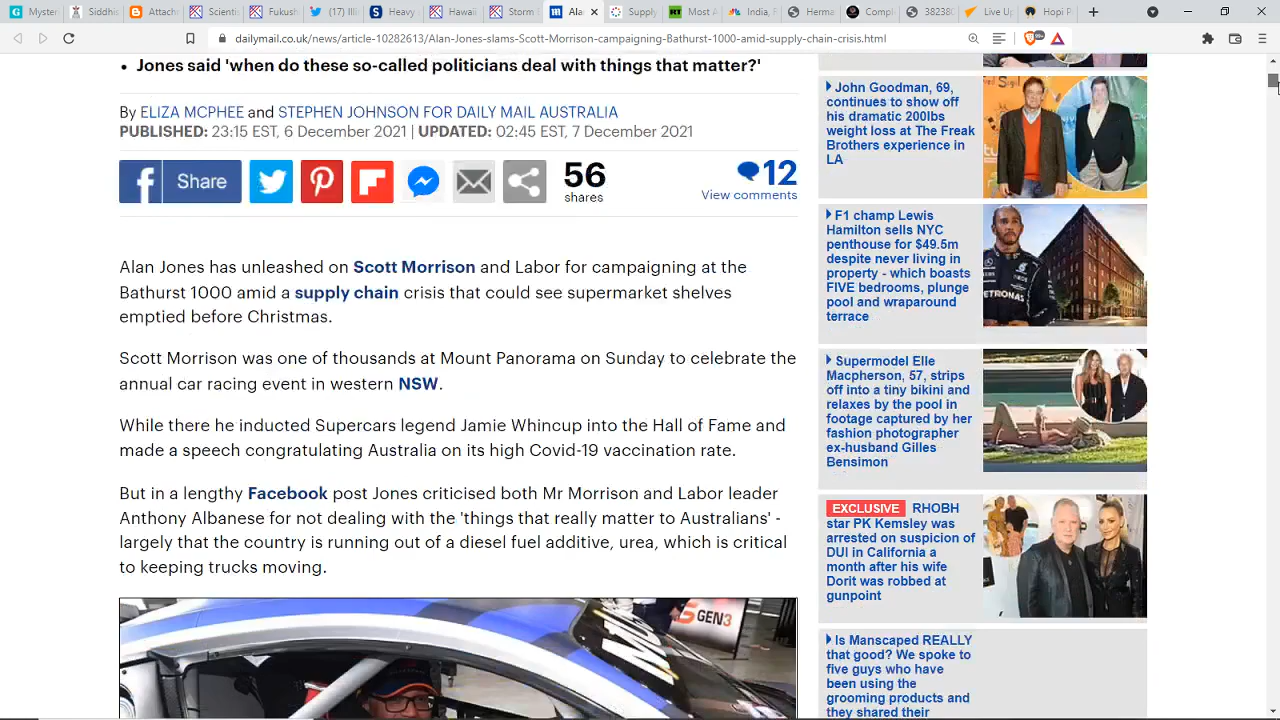 Myster
Siddhis
Attach
Scientis
Fukush
(17) Ill
Heavy
Storm
Ala
Supply
Most A
India, F
Herma
Compl
38238(
Live Up
Hopi P
dailymail.co.uk/news/article-10282613/Alan-Jones-slams-Scott-Morrison-campaigning-Bathurst-1000-amid-supply-chain-crisis.html
99+
• Jones said 'when do these
politicians deal with things that matter?'
By ELIZA MCPHEE and STEPHEN JOHNSON FOR DAILY MAIL AUSTRALIA
PUBLISHED: 23:15 EST, 6 December 2021 | UPDATED: 02:45 EST, 7 December 2021
f Share
56
shares
12
View comments
Alan Jones has unleashed on Scott Morrison and Labor for campaigning at the
Bathurst 1000 amid a supply chain crisis that could see supermarket shelves
emptied before Christmas.
Scott Morrison was one of thousands at Mount Panorama on Sunday to celebrate the
annual car racing event in western NSW.
While there he inducted Supercars legend Jamie Whincup into the Hall of Fame and
made a speech congratulating Australia on its high Covid-19 vaccination rate.
But in a lengthy Facebook post Jones criticised both Mr Morrison and Labor leader
Anthony Albanese for not dealing with the 'things that really matter to Australians' -
largely that the country is running out of a diesel fuel additive, urea, which is critical
to keeping trucks moving.
GEN3
John Goodman, 69,
continues to show off
his dramatic 200lbs
weight loss at The Freak
Brothers experience in
LA
F1 champ Lewis
Hamilton sells NYC
penthouse for $49.5m
despite never living in
property - which boasts
FIVE bedrooms, plunge
pool and wraparound
terrace
PETRONAS
Supermodel Elle
Macpherson, 57, strips
off into a tiny bikini and
relaxes by the pool in
footage captured by her
fashion photographer
ex-husband Gilles
Bensimon
EXCLUSIVE RHOBH
star PK Kemsley was
arrested on suspicion of
DUI in California a
month after his wife
Dorit was robbed at
gunpoint
Is Manscaped REALLY
that good? We spoke to
five guys who have
been using the
grooming products and
they shared their